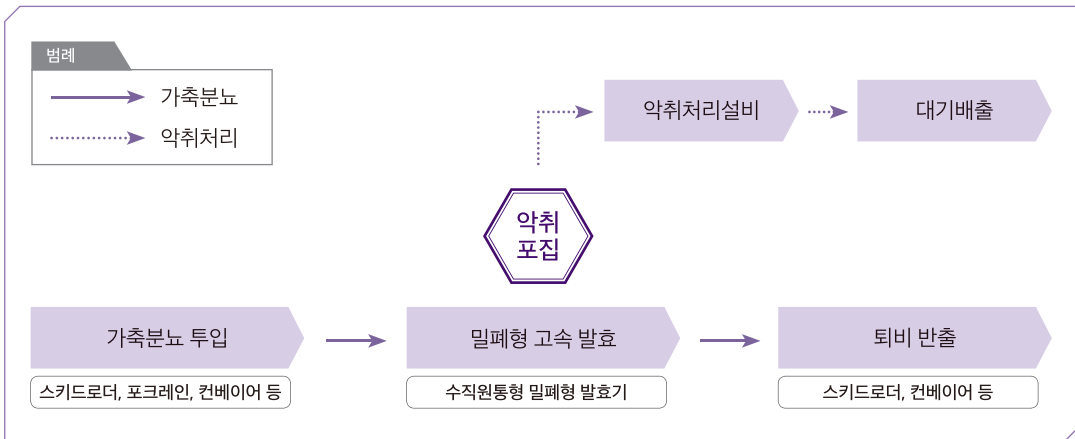 범례
가축분뇨
악취처리
악취처리설비
대기배출
악취
포집
가축분뇨 투입
밀폐형 고속 발효
퇴비 반출
스키드로더, 포크레인, 컨베이어 등
수직원통형 밀폐형 발효기
스키드로더, 컨베이어 등